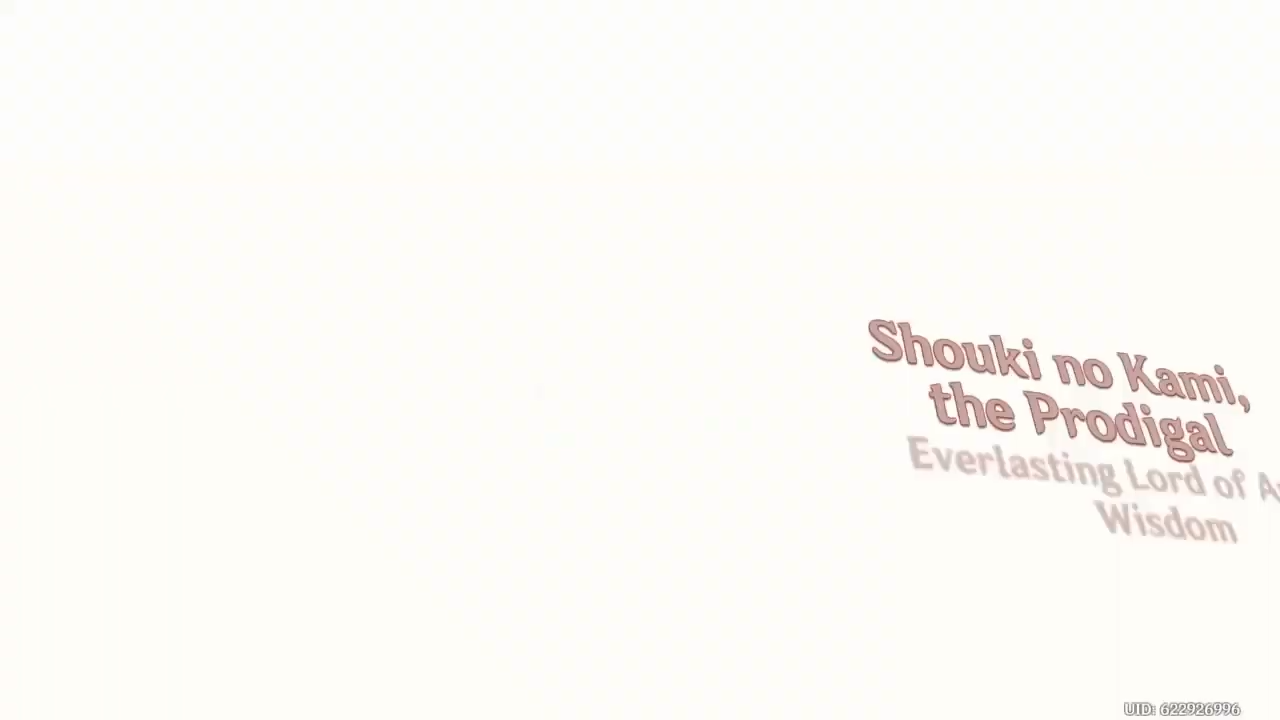 Shouki no Kami,
the Prodigal
Everlasting Lord of
Wisdom
UID: 622926996